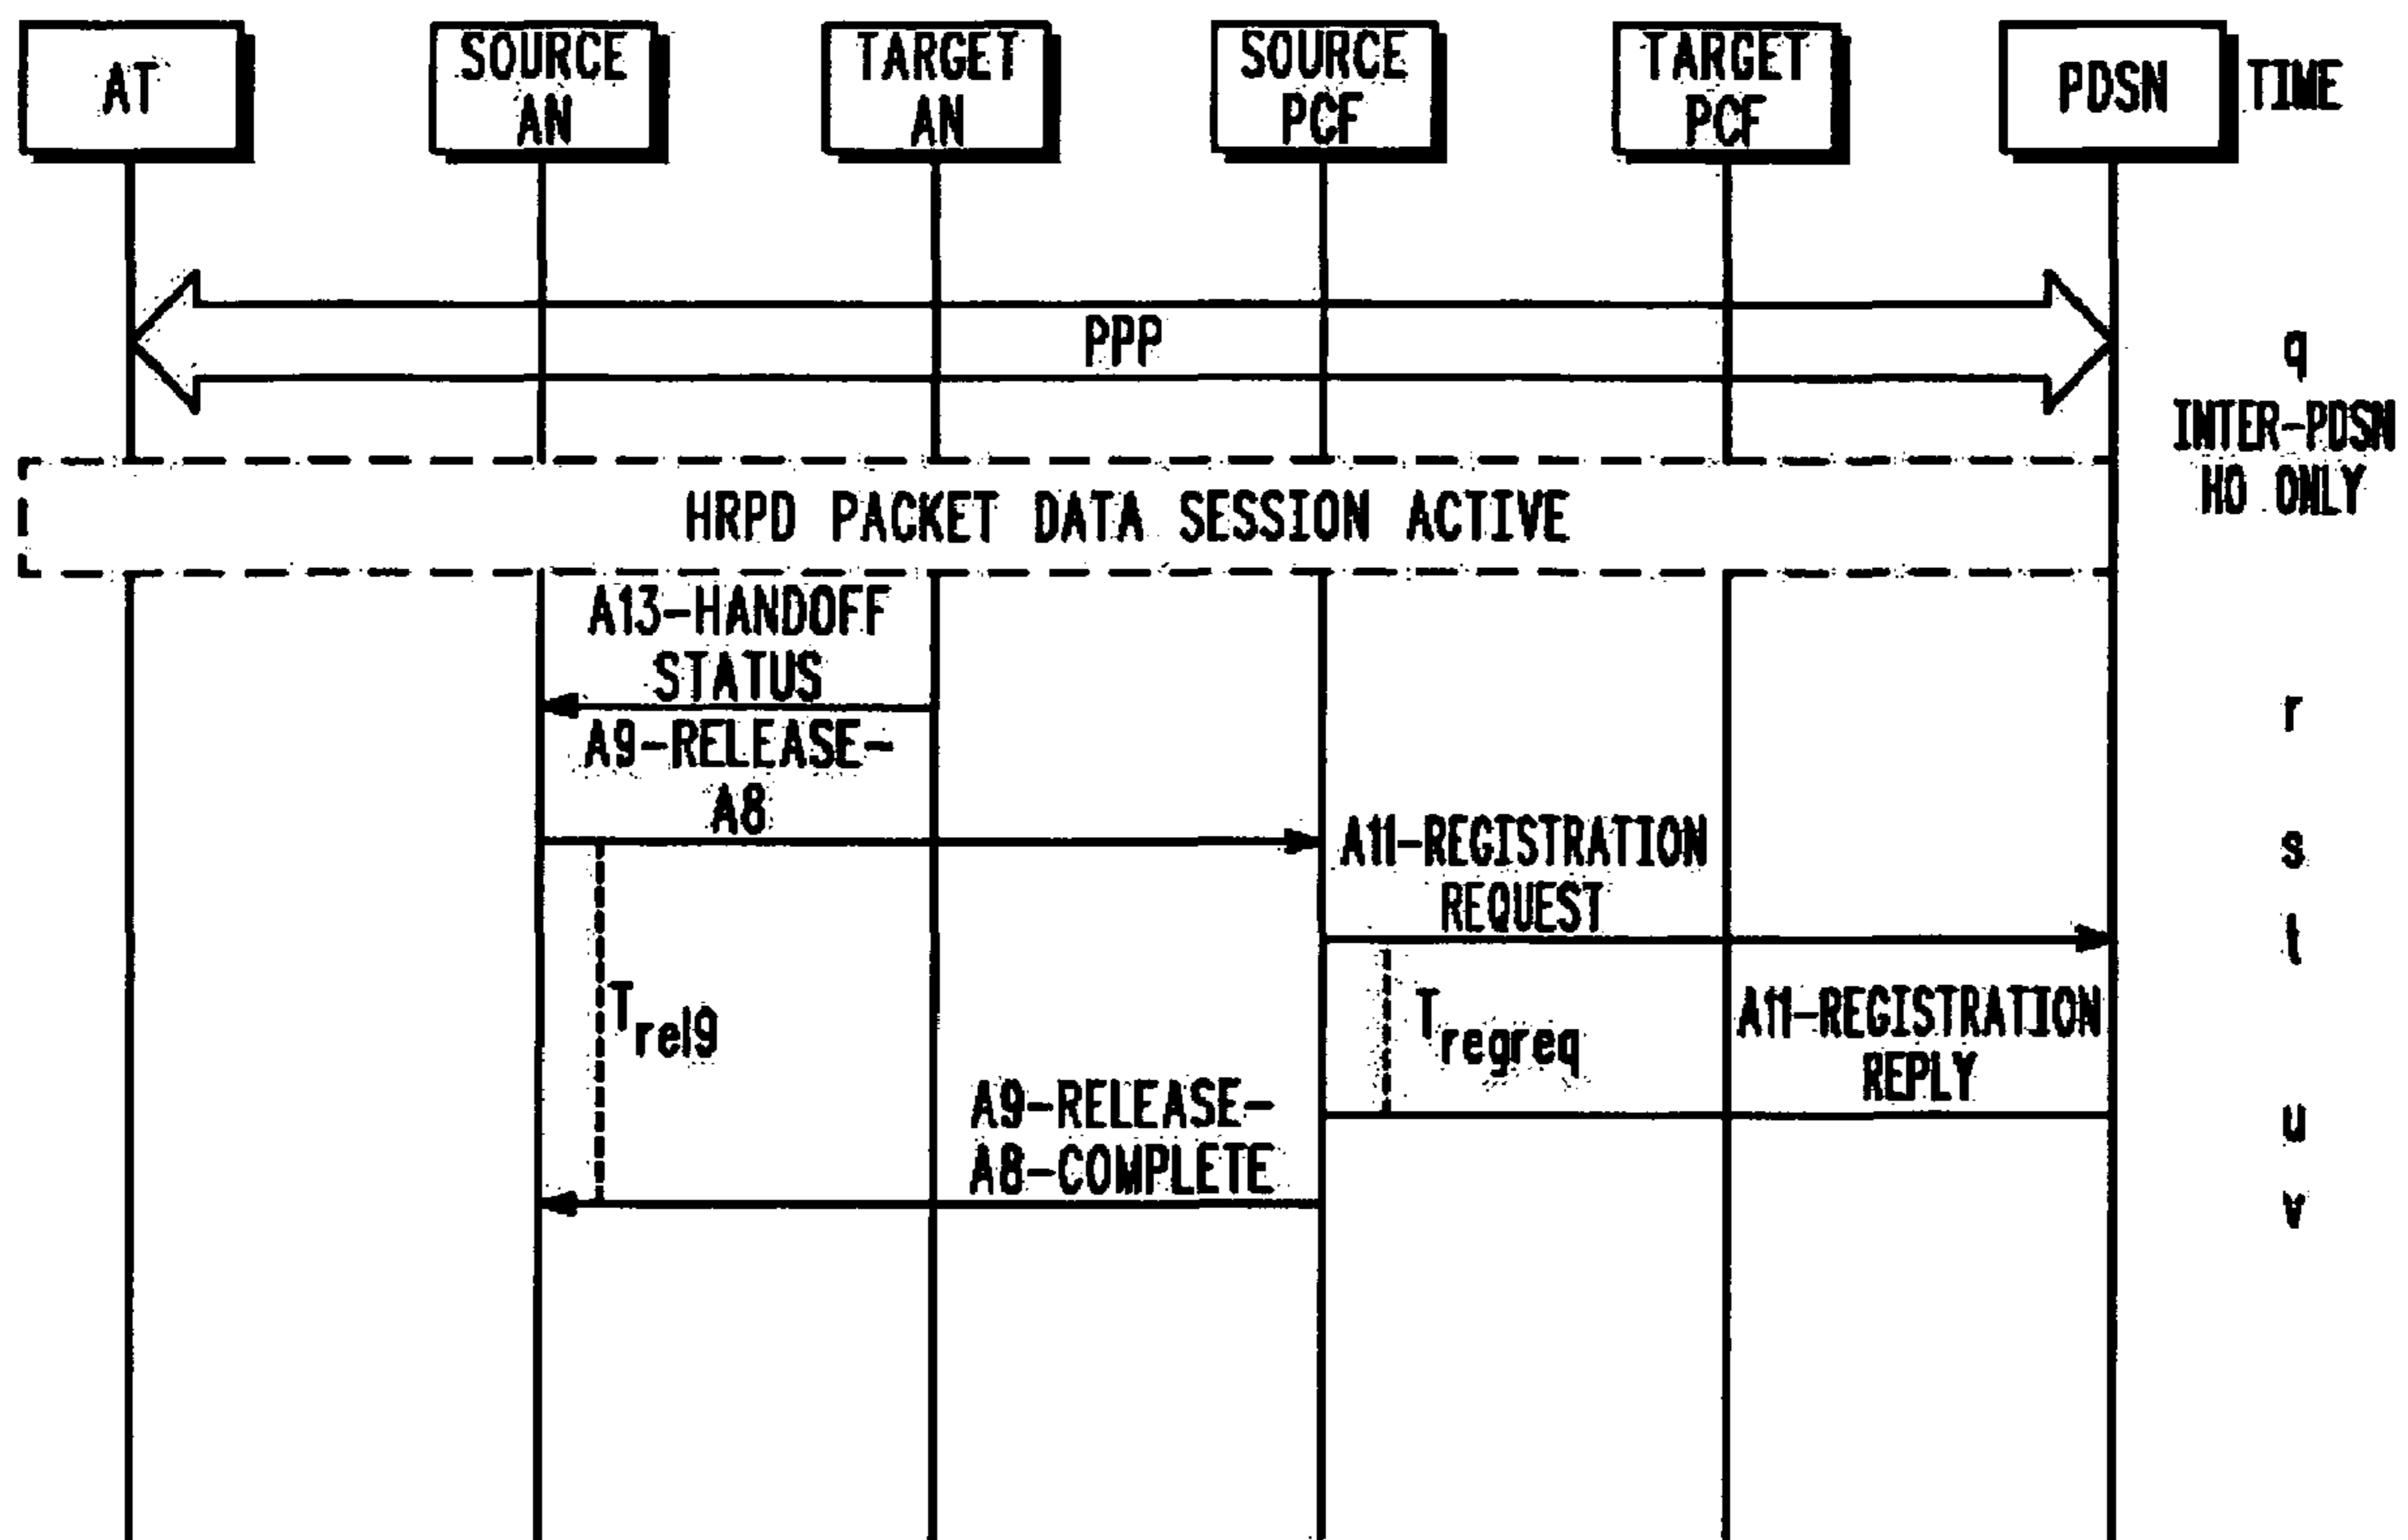 AT
SOURCE
AN
TARGET
AN
SOURCE
PCF
TARGET
PCF
PDSN
TIME
PPP
q
INTER-PDSN
HO ONLY
HRPD PACKET DATA SESSION ACTIVE
A13-HANDOFF
STATUS
r
A9-RELEASE-
A8
s
A11-REGISTRATION
REQUEST
t
Trel9
Tregreq
A11-REGISTRATION
REPLY
u
A9-RELEASE-
A8-COMPLETE
v